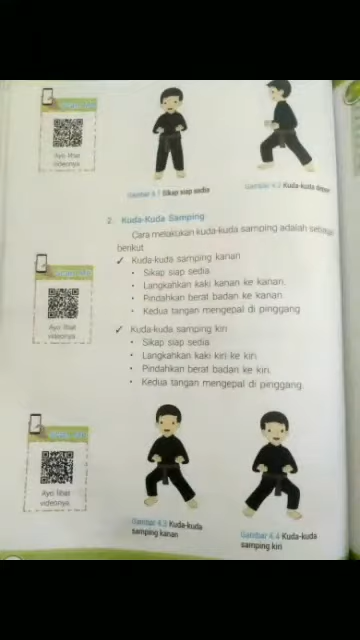 Ayo lihat
videonya
Gambar 4.1 Sikap siap sedia
Gambar 4.2 Kuda-kuda
2. Kuda-Kuda Samping
Cara melakukan kuda-kuda samping adalah sebagai
berikut
✓ Kuda-kuda samping kanan
• Sikap siap sedia
• Langkahkan kaki kanan ke kanan.
• Pindahkan berat badan ke kanan
• Kedua tangan mengepal di pinggang
Ayo lihat
videonya
✓ Kuda-kuda samping kiri
• Sikap siap sedia
• Langkahkan kaki kiri ke kiri
• Pindahkan berat badan ke kiri.
• Kedua tangan mengepal di pinggang.
Ayo lihat
videonya
Gambar 4.3 Kuda-kuda
samping kanan
Gambar 4.4 Kuda-kuda
samping kiri